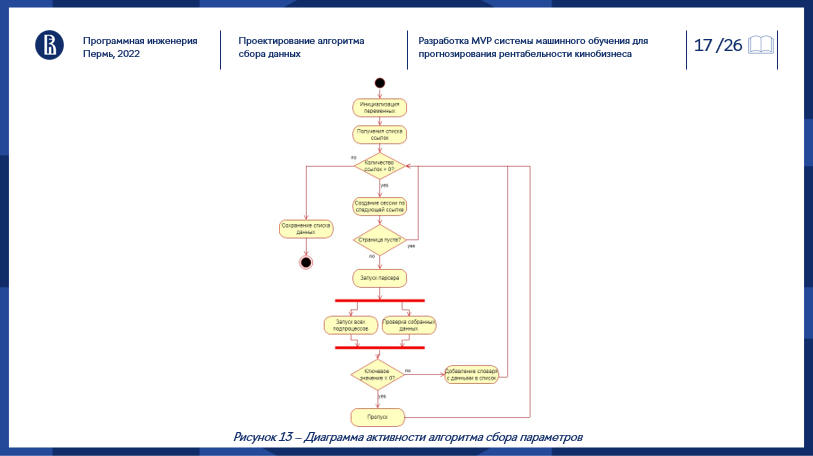 Программная инженерия
Пермь, 2022
Проектирование алгоритма
сбора данных
Разработка MVP системы машинного обучения для
прогнозирования рентабельности кинобизнеса
17 /26
Инициализация
переменных
Получения списка
ссылок
no
Количество
ссылок > 0?
yes
Создание сессии по
следующей ссылке
Сохранение списка
данных
Страница пуста?
yes
no
Запуск парсера
Запуск всех
подпроцессов
Проверка собранных
данных
Ключевое
значение = 0?
no
Добавление словаря
с данными в список
yes
Пропуск
Рисунок 13 – Диаграмма активности алгоритма сбора параметров